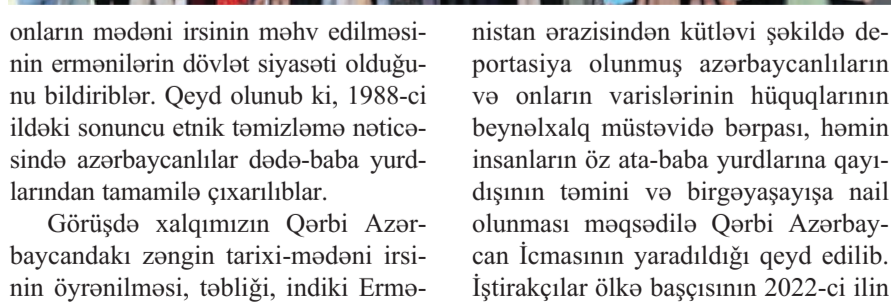 onların mədəni irsinin məhv edilməsi-
nin ermənilərin dövlət siyasəti olduğu-
nu bildiriblər. Qeyd olunub ki, 1988-ci
ildəki sonuncu etnik təmizləmə nəticə-
sində azərbaycanlılar dədə-baba yurd-
larından tamamilə çıxarılıblar.
Görüşdə xalqımızın Qərbi Azər-
baycandakı zəngin tarixi-mədəni irsi-
nin öyrənilməsi, təbliği, indiki Ermə-
nistan ərazisindən kütləvi şəkildə de-
portasiya olunmuş azərbaycanlıların
və onların varislərinin hüquqlarının
beynəlxalq müstəvidə bərpası, həmin
insanların öz ata-baba yurdlarına qayı-
dışının təmini və birgəyaşayışa nail
olunması məqsədilə Qərbi Azərbay-
can İcmasının yaradıldığı qeyd edilib.
İştirakçılar ölkə başçısının 2022-ci ilin